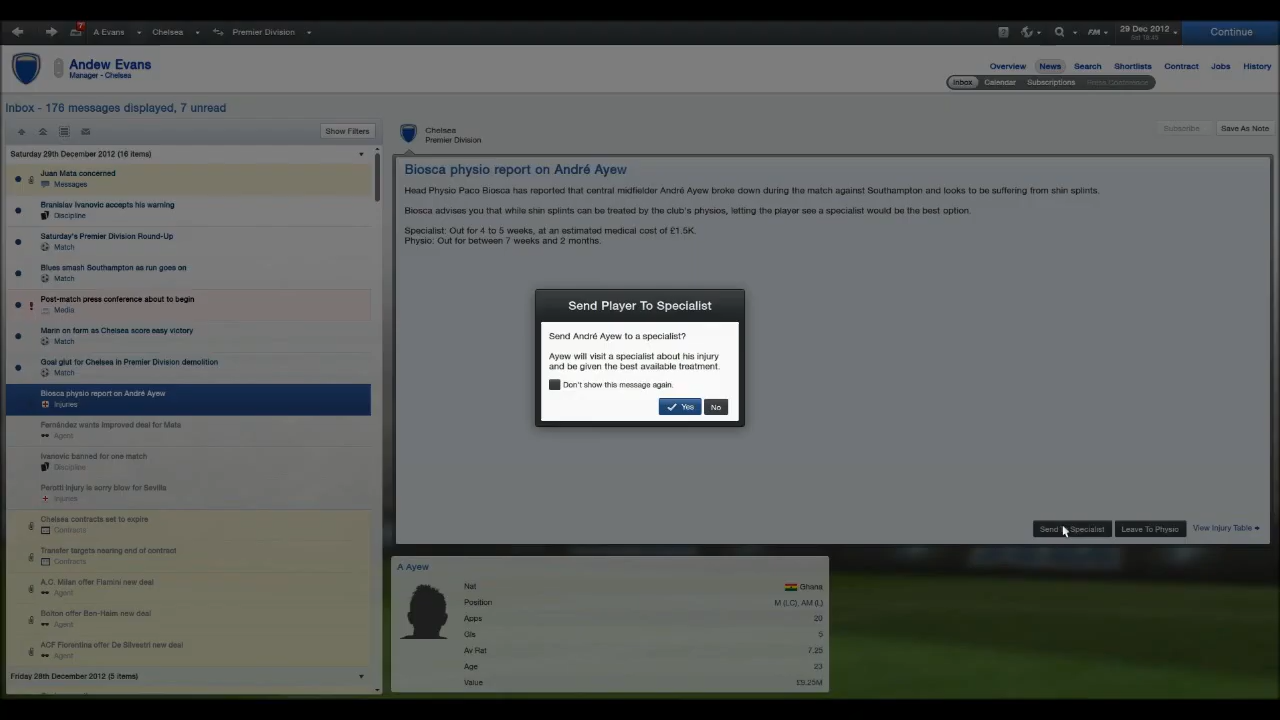 7
A Evans
Chelsea
Premier Division
FM
29 Dec 2012
Continue
Andew Evans
Manager - Chelsea
Overview
News
Search
Shortlists
Contract
Jobs
History
Inbox
Calendar
Subscriptions
Press Conference
Inbox - 176 messages displayed, 7 unread
Show Filters
Chelsea
Premier Division
Subscribe
Save As Note
Saturday 29th December 2012 (16 items)
Juan Mata concerned
Messages
Branislav Ivanovic accepts his warning
Discipline
Saturday's Premier Division Round-Up
Match
Blues smash Southampton as run goes on
Match
Post-match press conference about to begin
Media
Marin on form as Chelsea score easy victory
Match
Goal glut for Chelsea in Premier Division demolition
Match
Biosca physio report on André Ayew
Injuries
Fernández wants improved deal for Mata
Agent
Ivanovic banned for one match
Discipline
Perotti injury is sorry blow for Sevilla
Injuries
Chelsea contracts set to expire
Contracts
Transfer targets nearing end of contract
Contracts
A.C. Milan offer Flamini new deal
Agent
Bolton offer Ben-Haim new deal
Agent
ACF Fiorentina offer De Silvestri new deal
Agent
Friday 28th December 2012 (5 items)
Biosca physio report on André Ayew
Head Physio Paco Biosca has reported that central midfielder André Ayew broke down during the match against Southampton and looks to be suffering from shin splints.
Biosca advises you that while shin splints can be treated by the club's physios, letting the player see a specialist would be the best option.
Specialist: Out for 4 to 5 weeks, at an estimated medical cost of £1.5K.
Physio: Out for between 7 weeks and 2 months.
Send Player To Specialist
Send André Ayew to a specialist?
Ayew will visit a specialist about his injury
and be given the best available treatment.
Don't show this message again.
Yes
No
Send To Specialist
Leave To Physio
View Injury Table
A Ayew
Nat Ghana
Position M (LC), AM (L)
Apps 20
Gls 5
Av Rat 7.25
Age 23
Value £9.25M